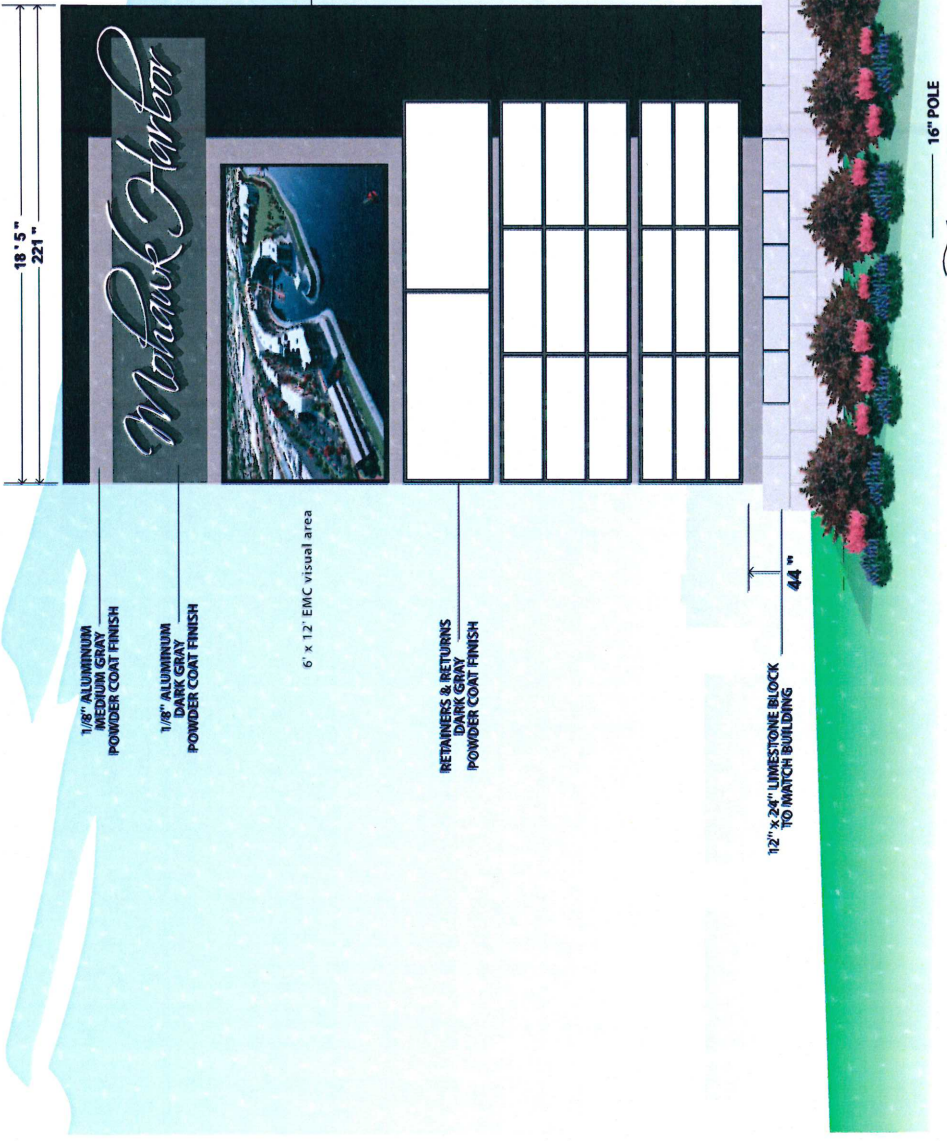 18'5"
221"
Mohawk Harbor
1/8" ALUMINUM
MEDIUM GRAY
POWDER COAT FINISH
1/8" ALUMINUM
DARK GRAY
POWDER COAT FINISH
6' x 12' EMC visual area
RETAINERS & RETURNS
DARK GRAY
POWDER COAT FINISH
44"
12" x 24" LIMESTONE BLOCK
TO MATCH BUILDING
16" POLE